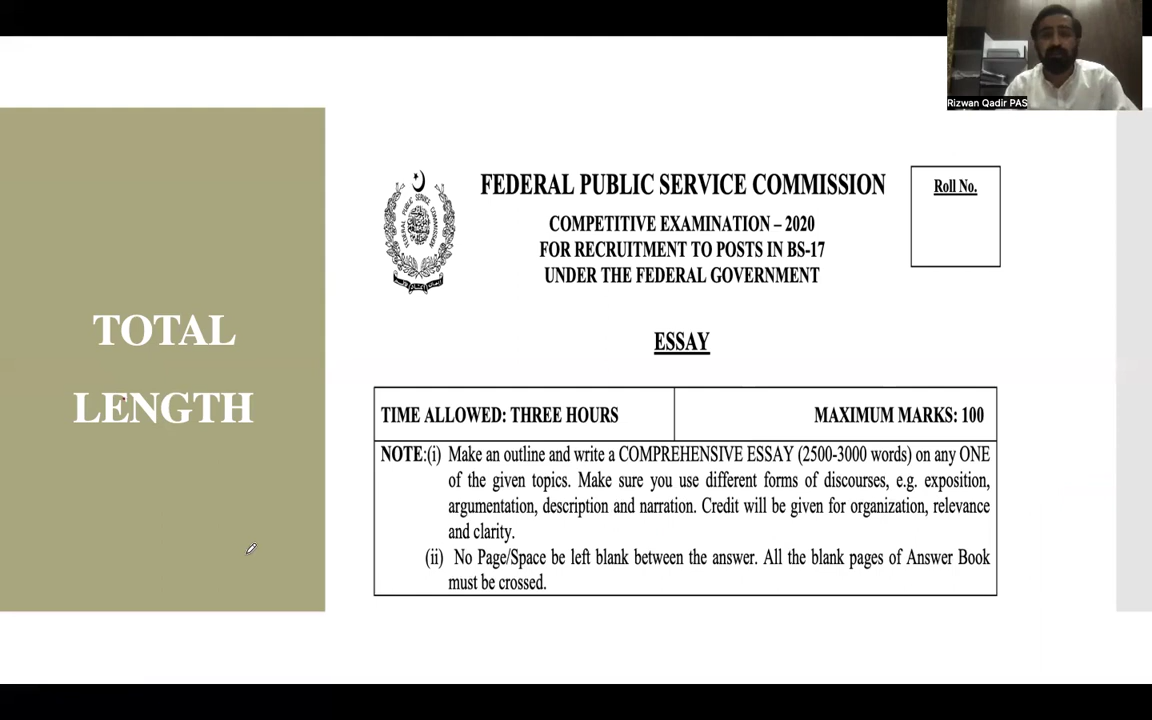 Rizwan Qadir PAS
TOTAL
LENGTH
FEDERAL PUBLIC SERVICE COMMISSION
COMPETITIVE EXAMINATION – 2020
FOR RECRUITMENT TO POSTS IN BS-17
UNDER THE FEDERAL GOVERNMENT
Roll No.
FEDERAL PUBLIC SERVICE COMMISSION
ESSAY
TIME ALLOWED: THREE HOURS
MAXIMUM MARKS: 100
NOTE:(i) Make an outline and write a COMPREHENSIVE ESSAY (2500-3000 words) on any ONE
of the given topics. Make sure you use different forms of discourses, e.g. exposition,
argumentation, description and narration. Credit will be given for organization, relevance
and clarity.
(ii) No Page/Space be left blank between the answer. All the blank pages of Answer Book
must be crossed.